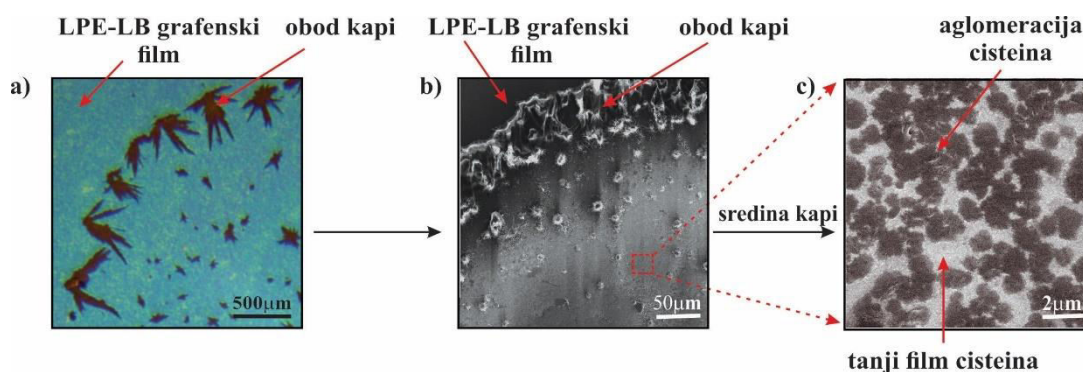 LPE-LB grafenski
film
obod kapi
a)
500μm
LPE-LB grafenski
film
obod kapi
b)
50μm
sredina kapi
aglomeracija
cisteina
c)
2μm
tanji film cisteina